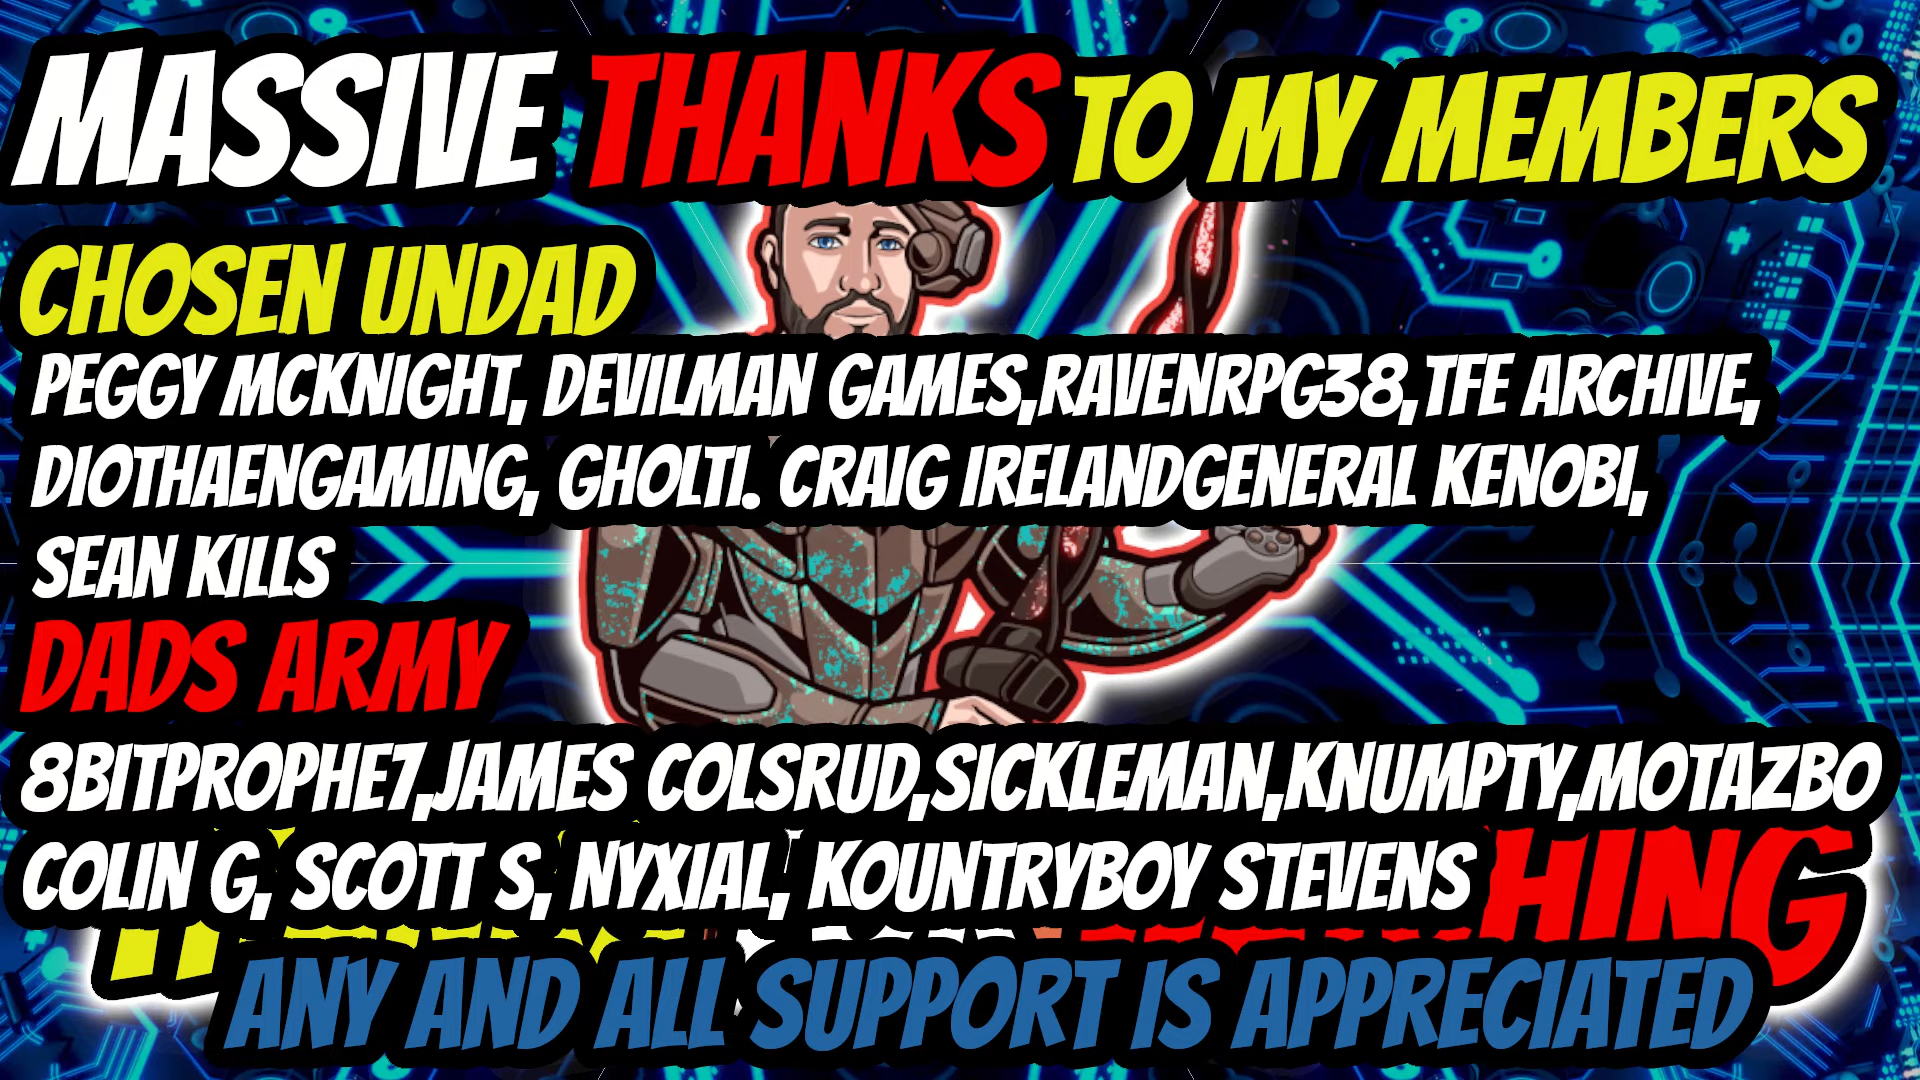 MASSIVE THANKS TO MY MEMBERS
CHOSEN UNDAD
PEGGY MCKNIGHT, DEVILMAN GAMES,RAVENRPG38,TFE ARCHIVE,
DIOTHAENGAMING, GHOLTI. CRAIG IRELANDGENERAL KENOBI,
SEAN KILLS
DADS ARMY
8BITPROPHE7,JAMES COLSRUD,SICKLEMAN,KNUMPTY,MOTAZBO
COLIN G, SCOTT S, NYXIAL, KOUNTRYBOY STEVENS
ANY AND ALL SUPPORT IS APPRECIATED